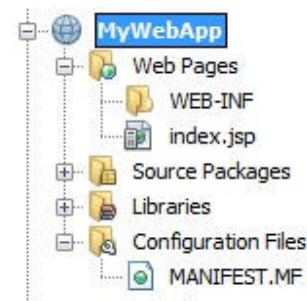 MyWebApp
Web Pages
WEB-INF
index.jsp
Source Packages
Libraries
Configuration Files
MANIFEST.MF